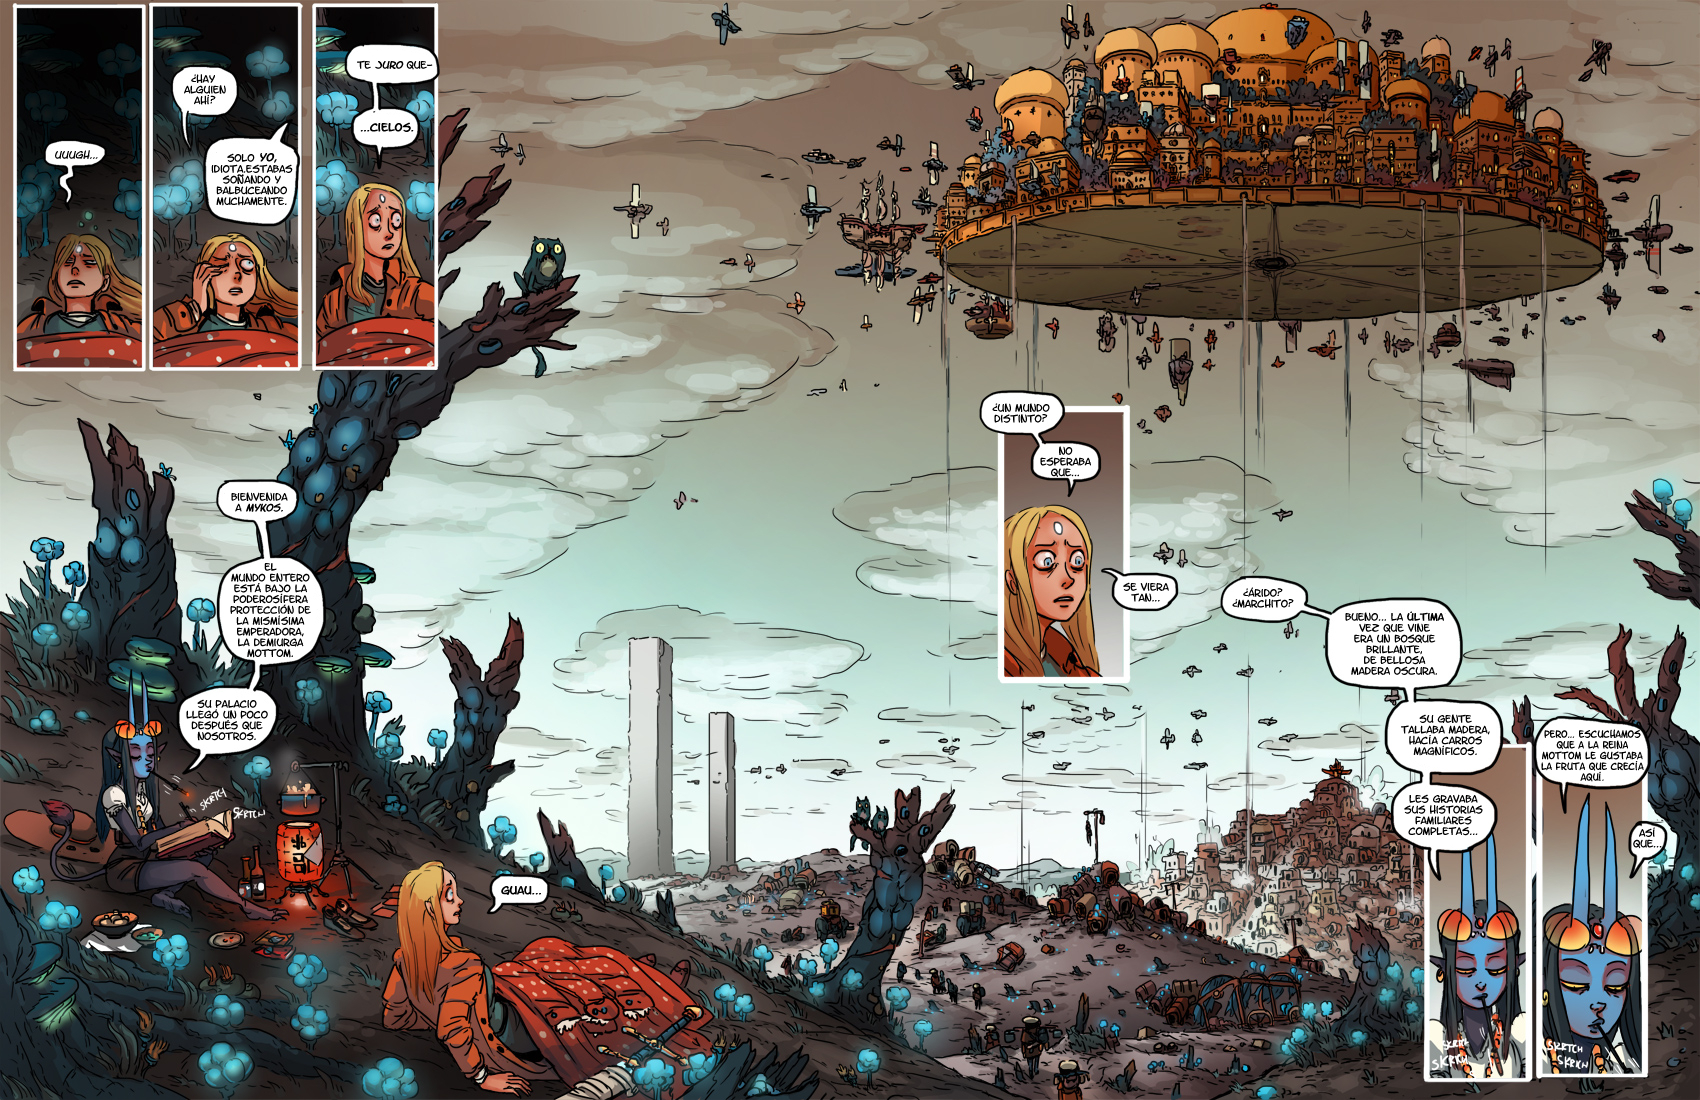 UUUGH...
¿HAY
ALGUIEN
AHÍ?
SOLO YO,
IDIOTA.ESTABAS
SOÑANDO Y
BALBUCEANDO
MUCHAMENTE.
TE JURO QUE-
...CIELOS.
BIENVENIDA
A MYKOS.
EL
MUNDO ENTERO
ESTÁ BAJO LA
PODEROSÍFERA
PROTECCIÓN DE
LA MISMÍSIMA
EMPERADORA,
LA DEMIURGA
MOTTOM.
SU PALACIO
LLEGÓ UN POCO
DESPUÉS QUE
NOSOTROS.
SKRTCH
SKRTCH
GUAU...
¿UN MUNDO
DISTINTO?
NO
ESPERABA
QUE...
SE VIERA
TAN...
¿ÁRIDO?
¿MARCHITO?
BUENO... LA ÚLTIMA
VEZ QUE VINE
ERA UN BOSQUE
BRILLANTE,
DE BELLOSA
MADERA OSCURA.
SU GENTE
TALLABA MADERA,
HACÍA CARROS
MAGNÍFICOS.
LES GRAVABA
SUS HISTORIAS
FAMILIARES
COMPLETAS...
PERO... ESCUCHAMOS
QUE A LA REINA
MOTTOM LE GUSTABA
LA FRUTA QUE CRECÍA
AQUÍ.
ASÍ
QUE...
SKRTCH
SKRKH